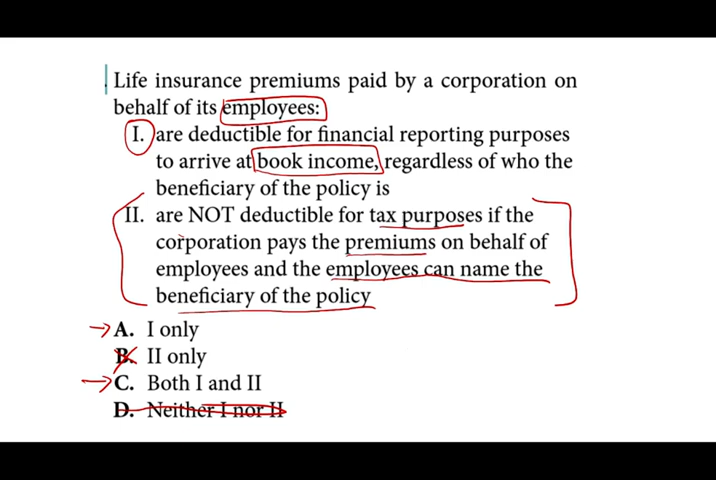 Life insurance premiums paid by a corporation on
behalf of its employees:
I. are deductible for financial reporting purposes
to arrive at book income, regardless of who the
beneficiary of the policy is
II. are NOT deductible for tax purposes if the
corporation pays the premiums on behalf of
employees and the employees can name the
beneficiary of the policy
A. I only
B. II only
C. Both I and II
D. Neither I nor II